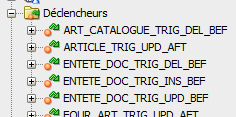 Déclencheurs
ART_CATALOGUE_TRIG_DEL_BEF
ARTICLE_TRIG_UPD_AFT
ENTETE_DOC_TRIG_DEL_BEF
ENTETE_DOC_TRIG_INS_BEF
ENTETE_DOC_TRIG_UPD_BEF
FOUR_ART_TRIG_UPD_AFT